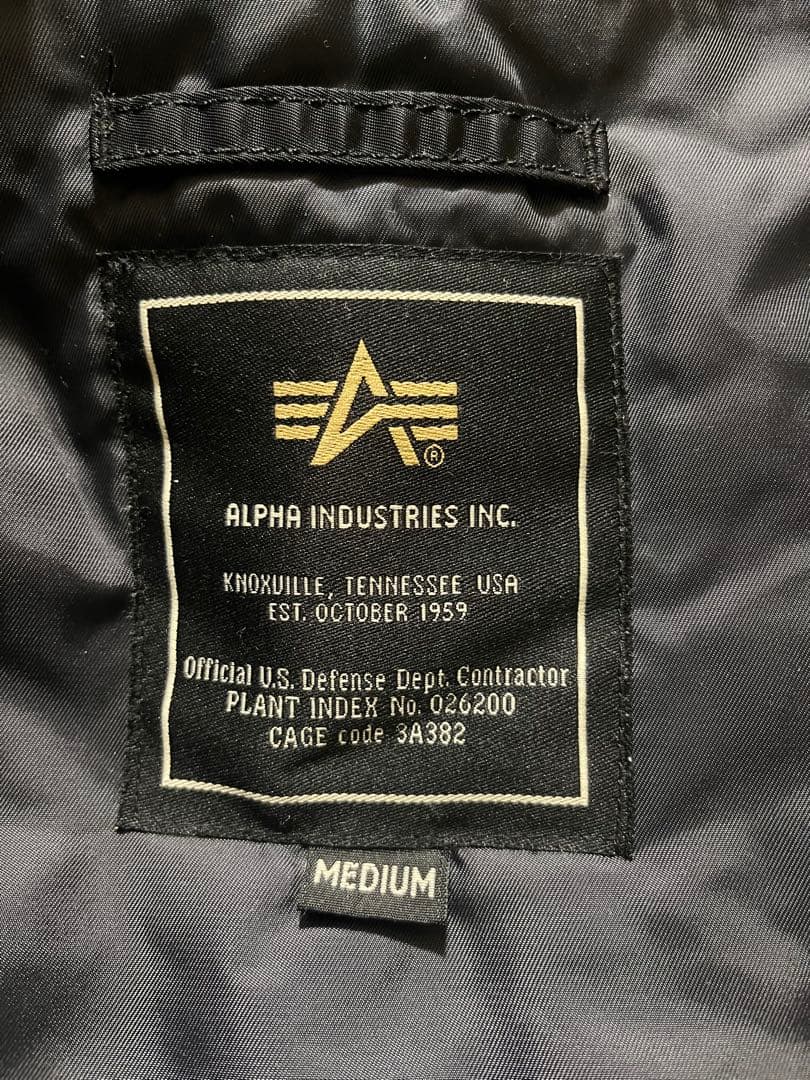 ®
ALPHA INDUSTRIES INC.
KNOXVILLE, TENNESSEE USA
EST. OCTOBER 1959
Official U.S. Defense Dept. Contractor
PLANT INDEX No. 026200
CAGE code 3A382
MEDIUM